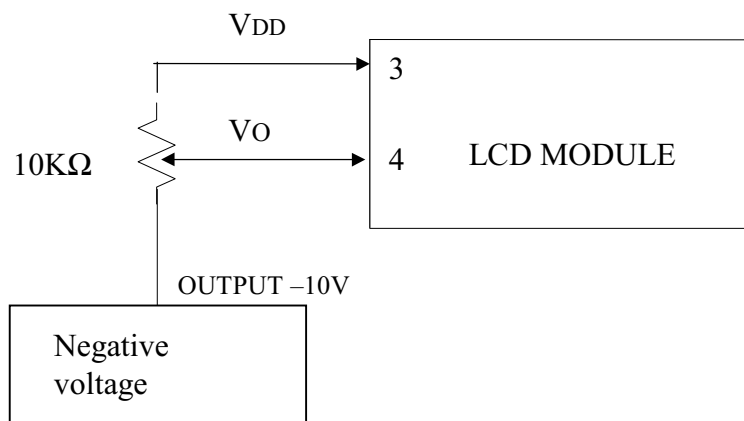 VDD
3
VO
10KΩ
4
LCD MODULE
OUTPUT –10V
Negative
voltage